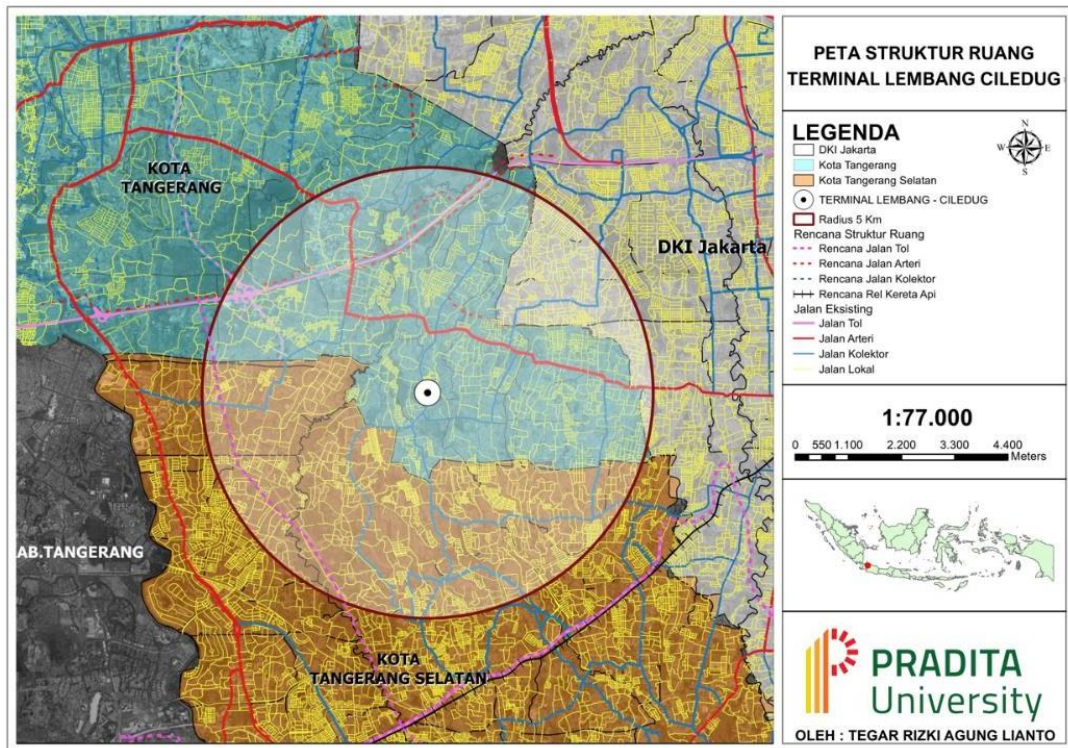 KOTA
TANGERANG
DKI Jakarta
AB.TANGERANG
KOTA
TANGERANG SELATAN
PETA STRUKTUR RUANG
TERMINAL LEMBANG CILEDUG
LEGENDA
N
W E
S
DKI Jakarta
Kota Tangerang
Kota Tangerang Selatan
TERMINAL LEMBANG - CILEDUG
Radius 5 Km
Rencana Struktur Ruang
Rencana Jalan Tol
Rencana Jalan Arteri
Rencana Jalan Kolektor
Rencana Rel Kereta Api
Jalan Eksisting
Jalan Tol
Jalan Arteri
Jalan Kolektor
Jalan Lokal
1:77.000
0 550 1.100 2.200 3.300 4.400
Meters
PRADITA
University
OLEH : TEGAR RIZKI AGUNG LIANTO